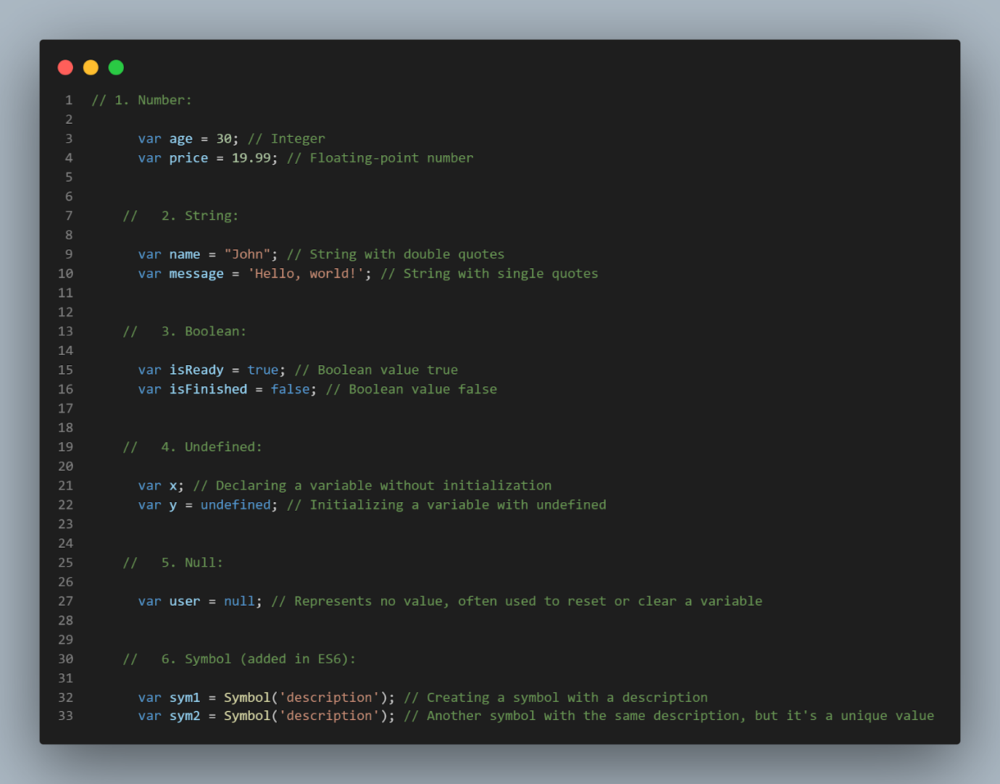 1 // 1. Number:
2
3 var age = 30; // Integer
4 var price = 19.99; // Floating-point number
5
6
7 // 2. String:
8
9 var name = "John"; // String with double quotes
10 var message = 'Hello, world!'; // String with single quotes
11
12
13 // 3. Boolean:
14
15 var isReady = true; // Boolean value true
16 var isFinished = false; // Boolean value false
17
18
19 // 4. Undefined:
20
21 var x; // Declaring a variable without initialization
22 var y = undefined; // Initializing a variable with undefined
23
24
25 // 5. Null:
26
27 var user = null; // Represents no value, often used to reset or clear a variable
28
29
30 // 6. Symbol (added in ES6):
31
32 var sym1 = Symbol('description'); // Creating a symbol with a description
33 var sym2 = Symbol('description'); // Another symbol with the same description, but it's a unique value